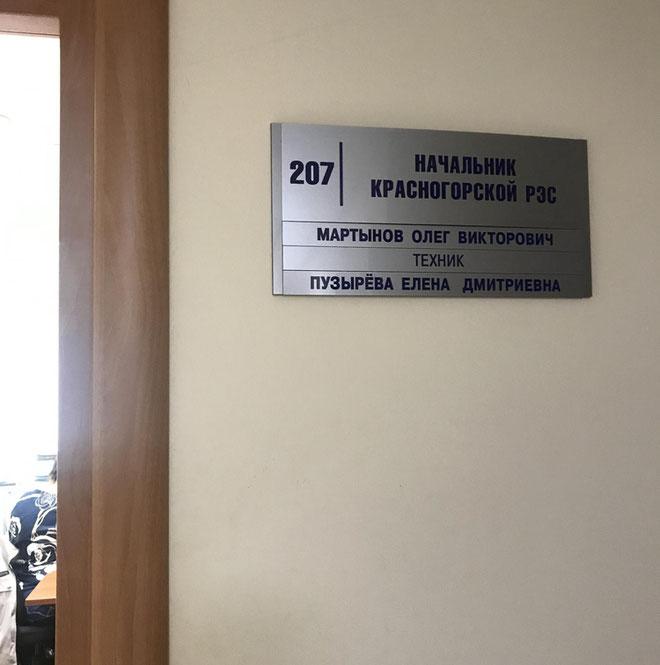 207
НАЧАЛЬНИК
КРАСНОГОРСКОЙ РЭС
МАРТЫНОВ ОЛЕГ ВИКТОРОВИЧ
ТЕХНИК
ПУЗЫРЁВА ЕЛЕНА ДМИТРИЕВНА